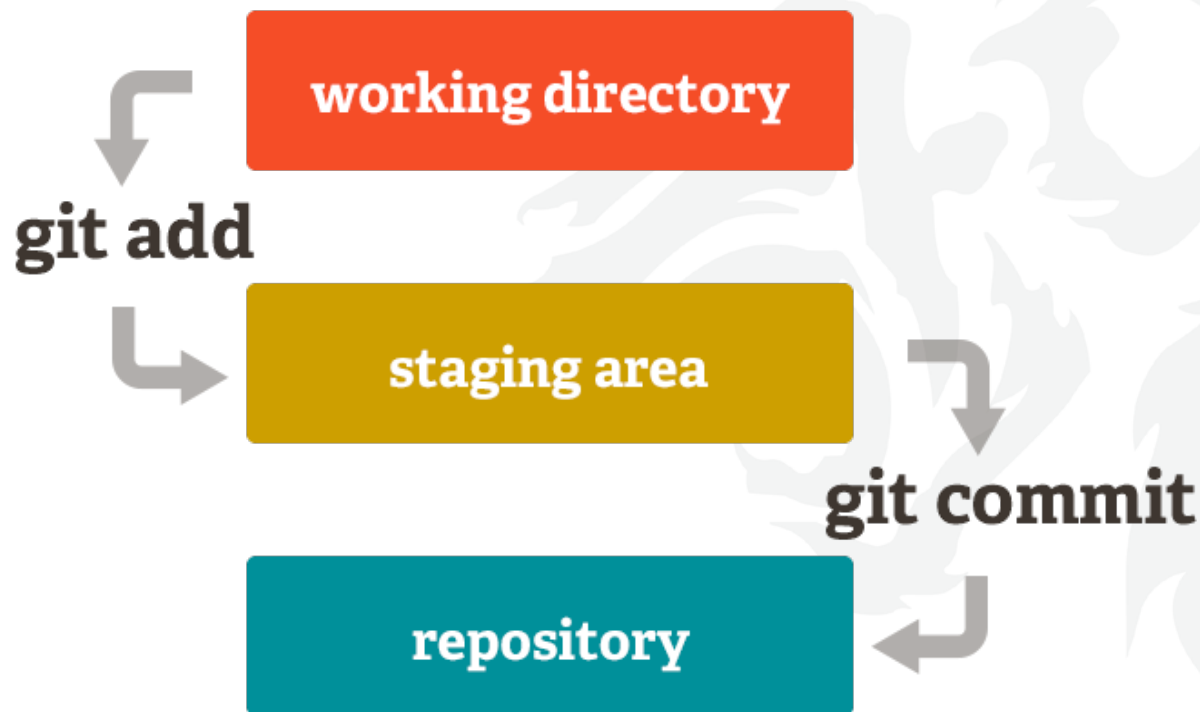 working directory
git add
staging area
git commit
repository